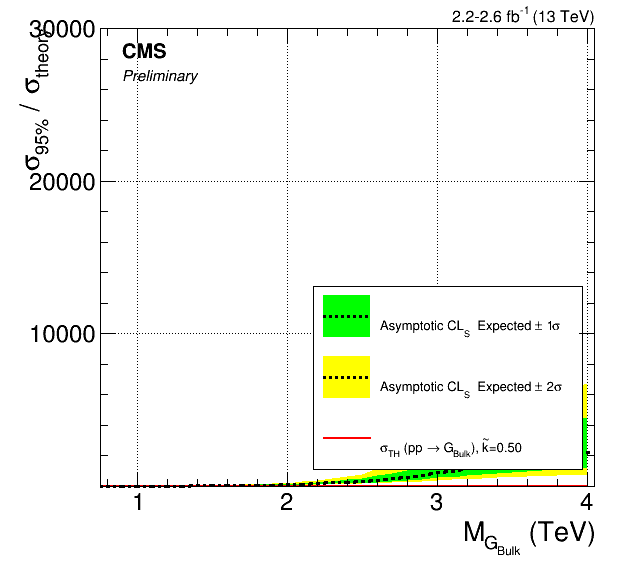 2.2-2.6 fb⁻¹ (13 TeV)
CMS
Preliminary
σ95% / σtheory
30000
20000
10000
Asymptotic CLS Expected ± 1σ
Asymptotic CLS Expected ± 2σ
σTH (pp → GBulk), k̃=0.50
1 2 3 4
MGBulk (TeV)